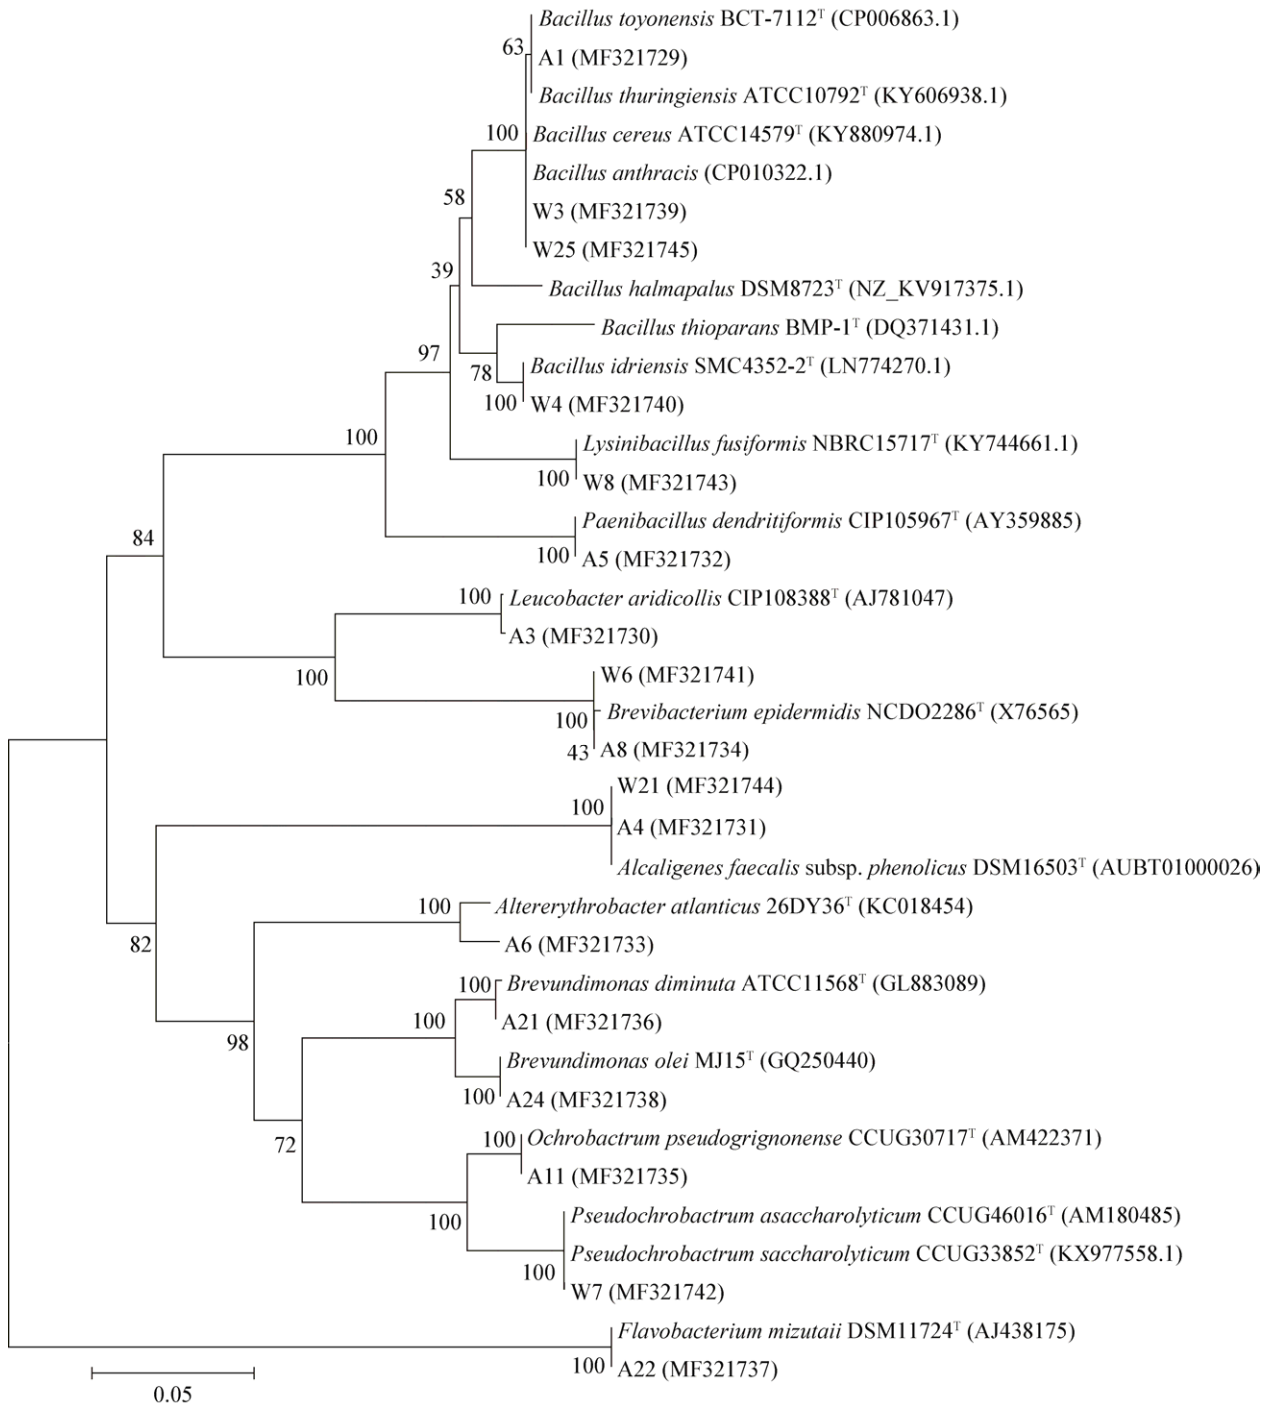 Bacillus toyonensis BCT-7112ᵀ (CP006863.1)
63
A1 (MF321729)
Bacillus thuringiensis ATCC10792ᵀ (KY606938.1)
100
Bacillus cereus ATCC14579ᵀ (KY880974.1)
Bacillus anthracis (CP010322.1)
58
W3 (MF321739)
W25 (MF321745)
39
Bacillus halmapalus DSM8723ᵀ (NZ_KV917375.1)
Bacillus thioparans BMP-1ᵀ (DQ371431.1)
97
78
Bacillus idriensis SMC4352-2ᵀ (LN774270.1)
100
W4 (MF321740)
100
Lysinibacillus fusiformis NBRC15717ᵀ (KY744661.1)
100
W8 (MF321743)
Paenibacillus dendritiformis CIP105967ᵀ (AY359885)
84
100
A5 (MF321732)
100
Leucobacter aridicollis CIP108388ᵀ (AJ781047)
A3 (MF321730)
100
W6 (MF321741)
100
Brevibacterium epidermidis NCDO2286ᵀ (X76565)
43
A8 (MF321734)
W21 (MF321744)
100
A4 (MF321731)
Alcaligenes faecalis subsp. phenolicus DSM16503ᵀ (AUBT01000026)
100
Altererythrobacter atlanticus 26DY36ᵀ (KC018454)
82
A6 (MF321733)
100
Brevundimonas diminuta ATCC11568ᵀ (GL883089)
100
A21 (MF321736)
98
Brevundimonas olei MJ15ᵀ (GQ250440)
100
A24 (MF321738)
72
100
Ochrobactrum pseudogrignonense CCUG30717ᵀ (AM422371)
A11 (MF321735)
100
Pseudochrobactrum asaccharolyticum CCUG46016ᵀ (AM180485)
Pseudochrobactrum saccharolyticum CCUG33852ᵀ (KX977558.1)
100
W7 (MF321742)
Flavobacterium mizutaii DSM11724ᵀ (AJ438175)
100
A22 (MF321737)
0.05